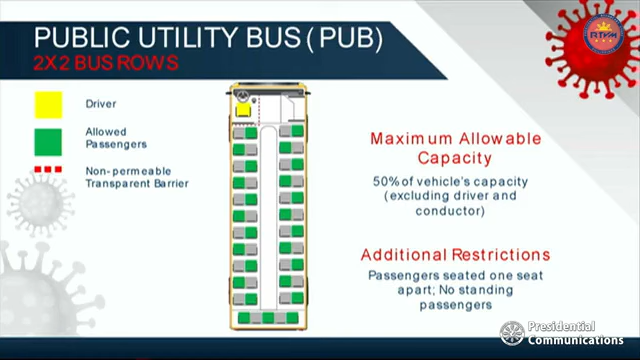 PUBLIC UTILITY BUS ( PUB)
2X2 BUS ROWS
RTVM
Driver
Allowed
Passengers
Non-permeable
Transparent Barrier
Maximum Allowable
Capacity
50% of vehicle's capacity
(excluding driver and
conductor)
Additional Restrictions
Passengers seated one seat
apart; No standing
passengers
Presidential
Communications